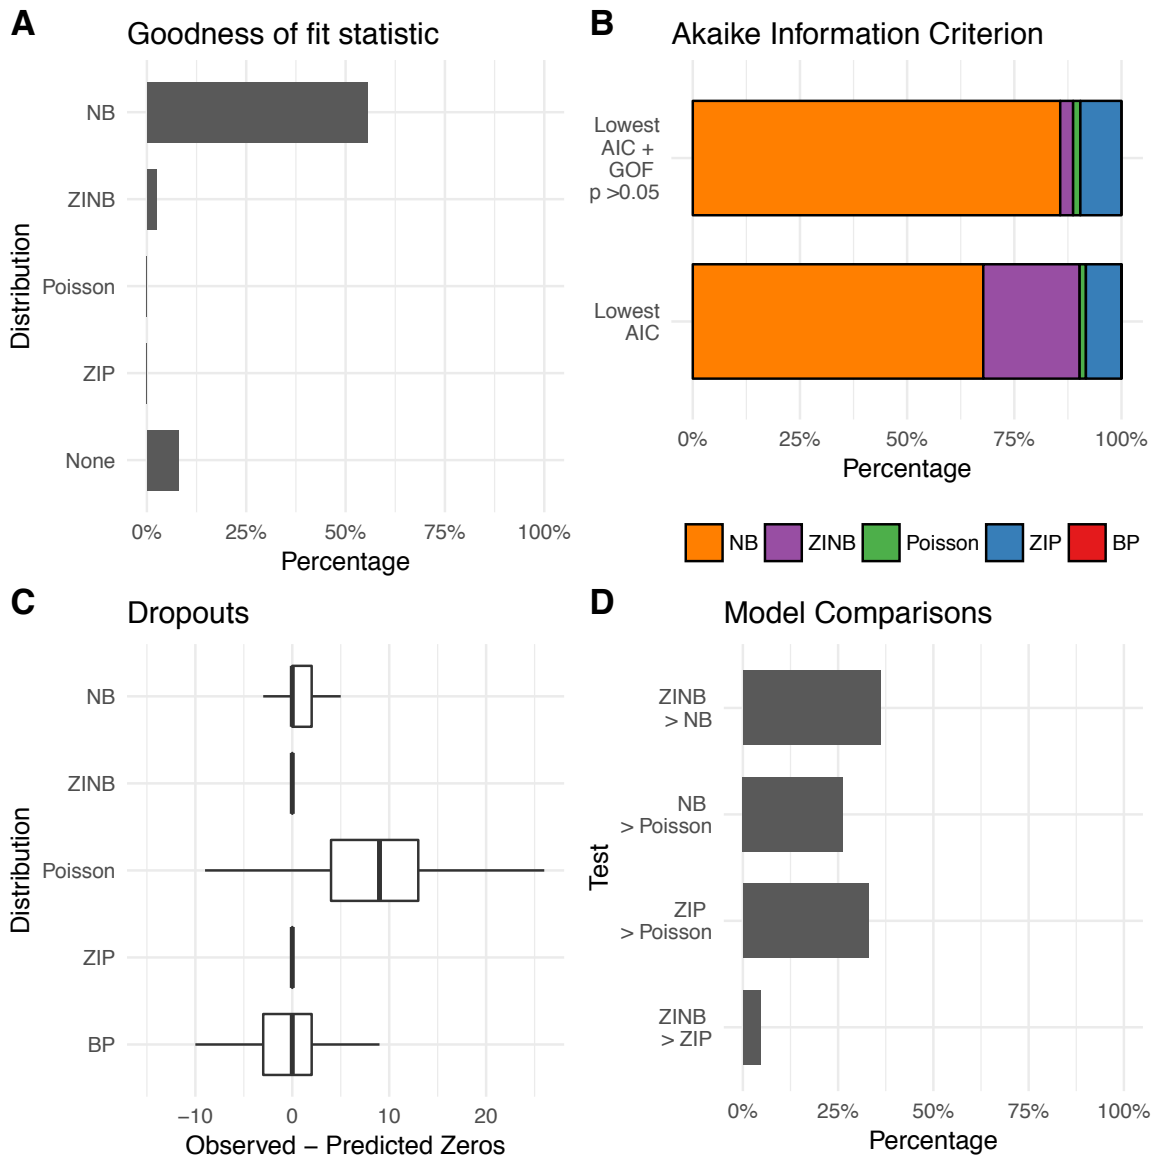 A
Goodness of fit statistic
Distribution
NB
ZINB
Poisson
ZIP
None
0%
25%
50%
75%
100%
Percentage
B
Akaike Information Criterion
Lowest
AIC +
GOF
p >0.05
Lowest
AIC
0%
25%
50%
75%
100%
Percentage
NB
ZINB
Poisson
ZIP
BP
C
Dropouts
Distribution
NB
ZINB
Poisson
ZIP
BP
−10
0
10
20
Observed − Predicted Zeros
D
Model Comparisons
Test
ZINB
> NB
NB
> Poisson
ZIP
> Poisson
ZINB
> ZIP
0%
25%
50%
75%
100%
Percentage